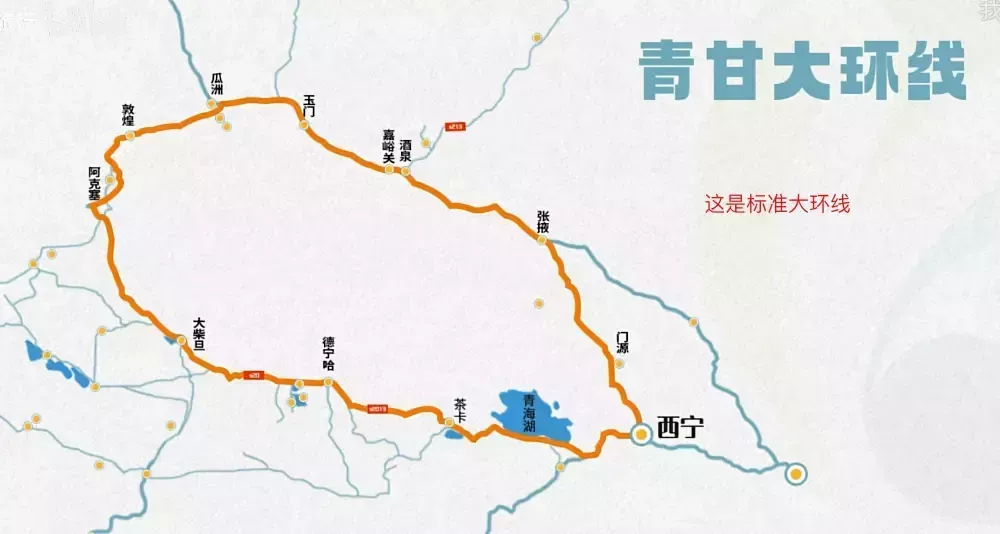 青甘大环线
这是标准大环线
瓜洲
玉门
敦煌
嘉峪关
酒泉
s215
阿克塞
张掖
大柴旦
德宁哈
门源
茶卡
青海湖
西宁